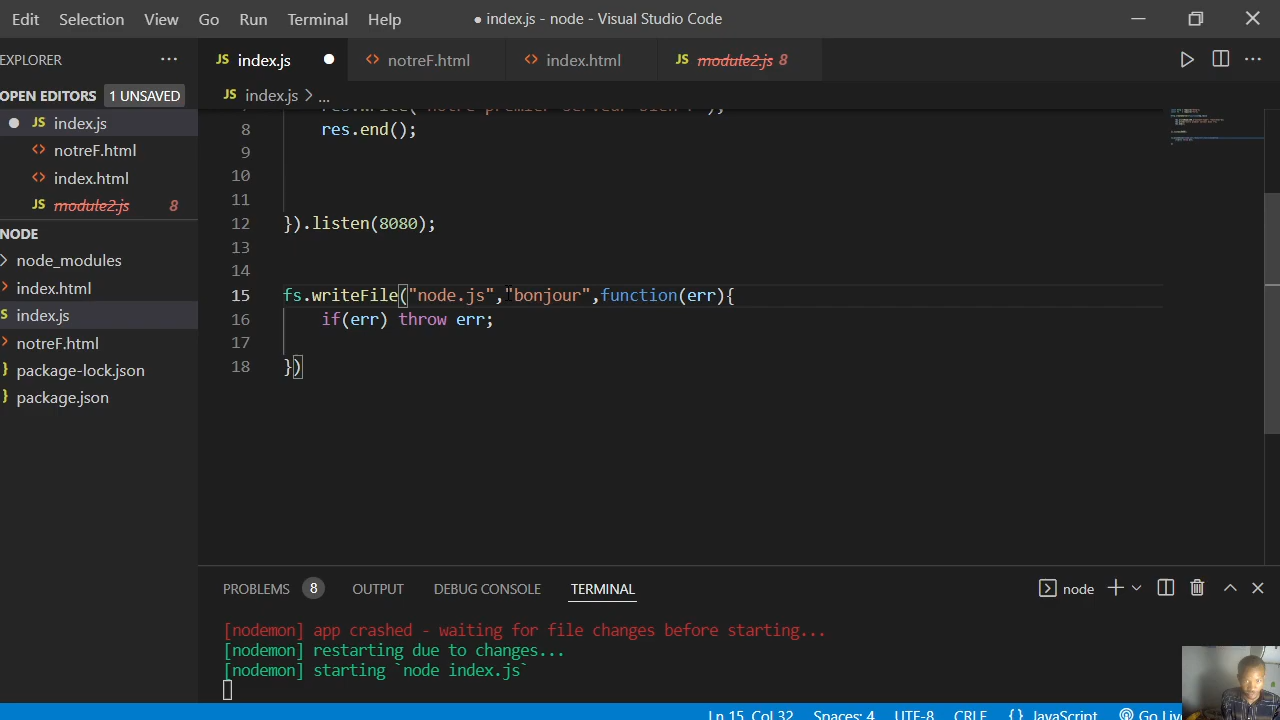 Edit Selection View Go Run Terminal Help ● index.js - node - Visual Studio Code
EXPLORER
JS index.js
<> notreF.html
<> index.html
JS module2.js 8
OPEN EDITORS 1 UNSAVED
JS index.js
<> notreF.html
<> index.html
JS module2.js 8
NODE
node_modules
index.html
index.js
notreF.html
package-lock.json
package.json
JS index.js > ...
8 res.end();
9
10
11
12 }).listen(8080);
13
14
15 fs.writeFile("node.js","bonjour",function(err){
16 if(err) throw err;
17
18 })
PROBLEMS 8 OUTPUT DEBUG CONSOLE TERMINAL node
[nodemon] app crashed - waiting for file changes before starting...
[nodemon] restarting due to changes...
[nodemon] starting `node index.js`
Ln 15, Col 32 Spaces: 4 UTF-8 CRLF {} JavaScript Go Live